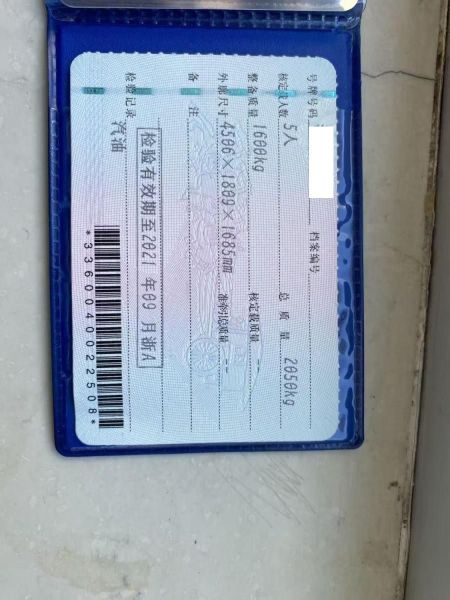 号牌号码 档案编号
核定载人数 5人 总质量 2050kg
整备质量 1600kg 核定载质量 --
外廓尺寸 4506×1809×1685mm 准牵引总质量 --
备注
检验记录 检验有效期至2021年09月浙A
汽油
*3360040022508*